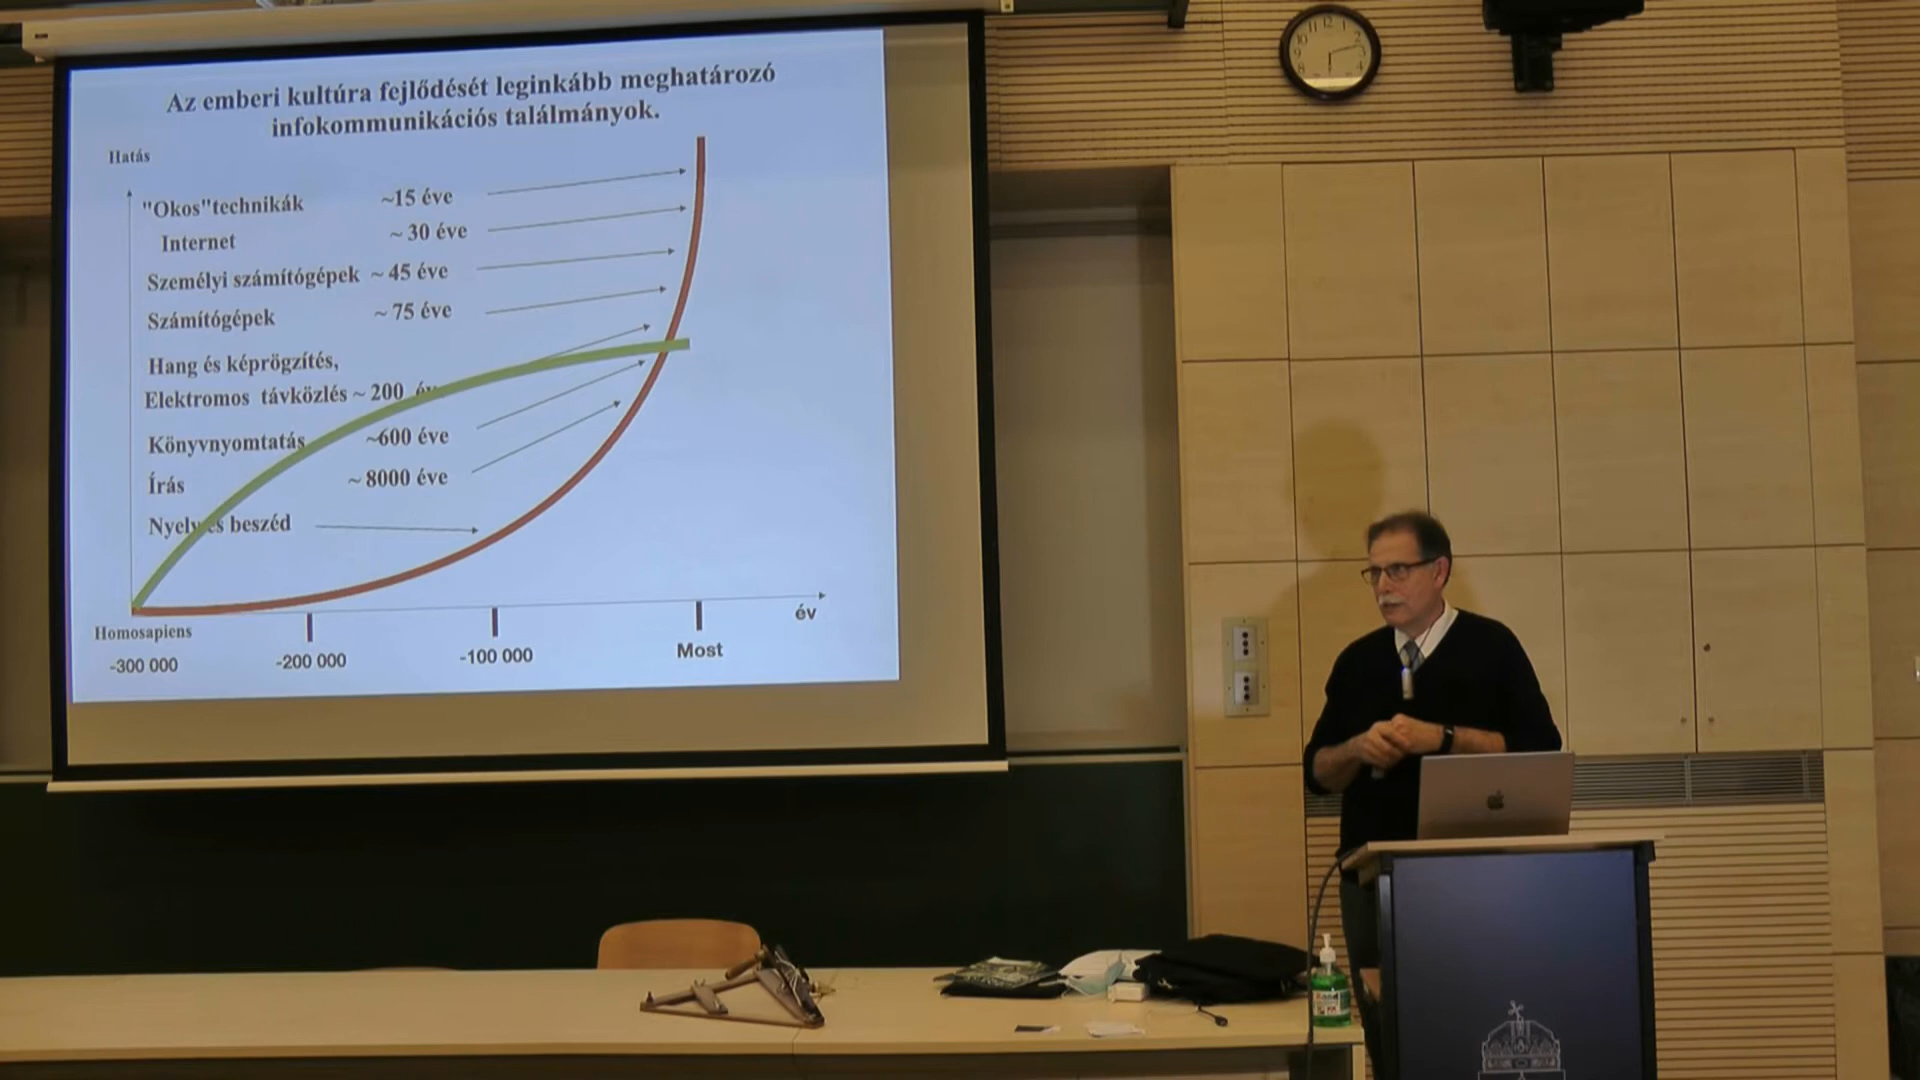 Az emberi kultúra fejlődését leginkább meghatározó
infokommunikációs találmányok.
Hatás
"Okos"technikák ~15 éve
Internet ~ 30 éve
Személyi számítógépek ~ 45 éve
Számítógépek ~ 75 éve
Hang és képrögzítés,
Elektromos távközlés ~ 200
Könyvnyomtatás ~600 éve
Írás ~ 8000 éve
Nyelv és beszéd
év
Homosapiens
-300 000 -200 000 -100 000 Most